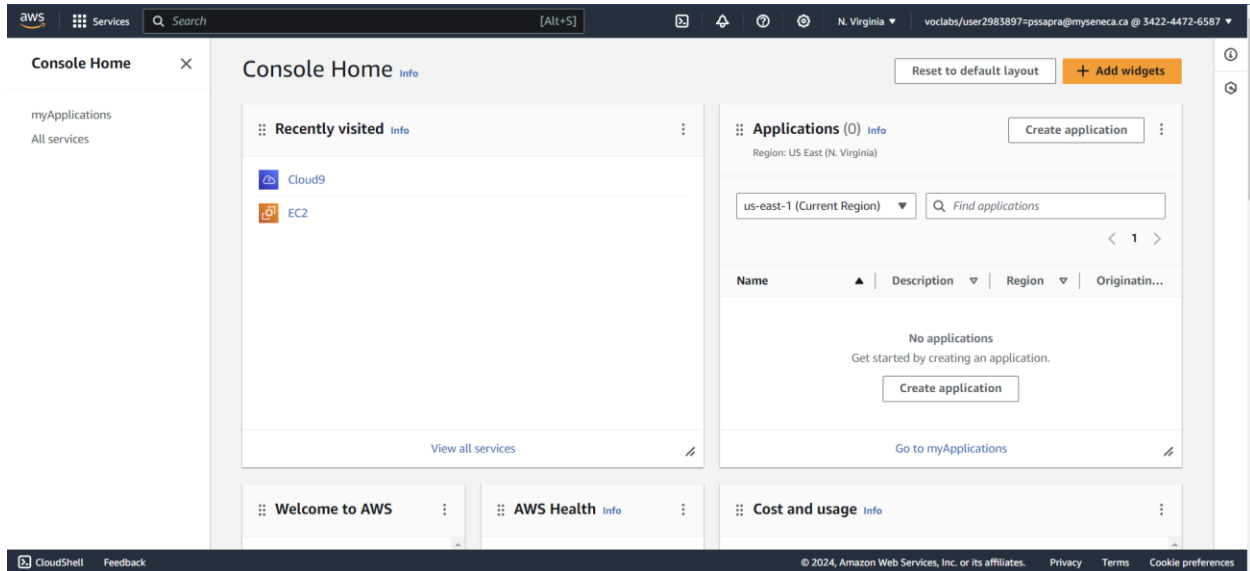 aws Services Search [Alt+S] N. Virginia ▼ voclabs/user2983897=pssapra@myseneca.ca @ 3422-4472-6587 ▼
Console Home
myApplications
All services
Console Home Info
Reset to default layout
+ Add widgets
Recently visited Info
Cloud9
EC2
View all services
Applications (0) Info
Create application
Region: US East (N. Virginia)
us-east-1 (Current Region) ▼
Find applications
< 1 >
Name Description Region Originatin...
No applications
Get started by creating an application.
Create application
Go to myApplications
Welcome to AWS
AWS Health Info
Cost and usage Info
CloudShell Feedback © 2024, Amazon Web Services, Inc. or its affiliates. Privacy Terms Cookie preferences